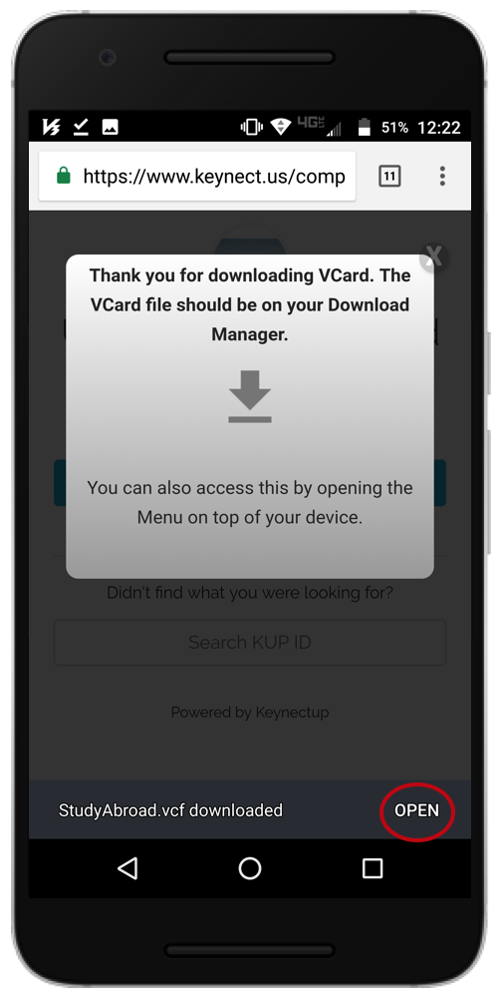 4G LTE 51% 12:22
https://www.keynect.us/comp 11
X
Thank you for downloading VCard. The
VCard file should be on your Download
Manager.
You can also access this by opening the
Menu on top of your device.
Didn't find what you were looking for?
Search KUP ID
Powered by Keynectup
StudyAbroad.vcf downloaded OPEN